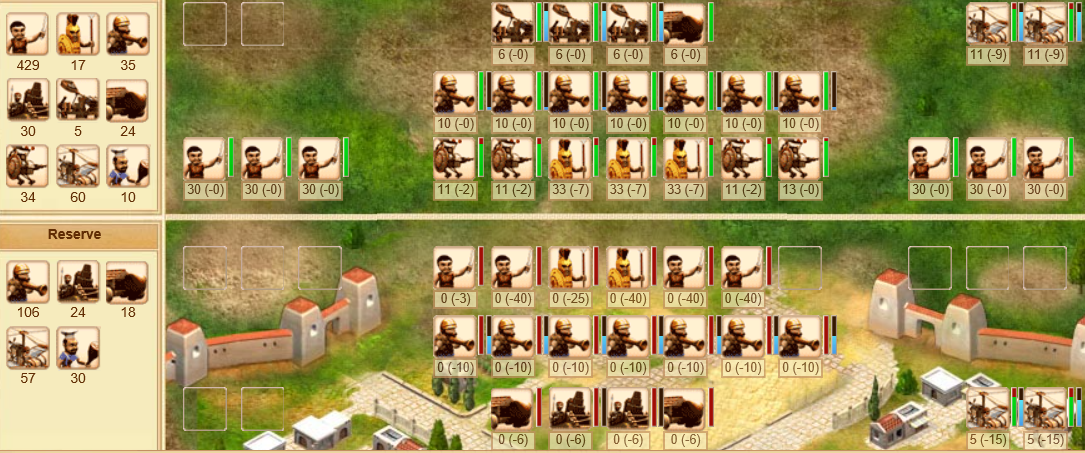 429 17 35
30 5 24
34 60 10
6 (-0) 6 (-0) 6 (-0) 6 (-0) 11 (-9) 11 (-9)
10 (-0) 10 (-0) 10 (-0) 10 (-0) 10 (-0) 10 (-0) 10 (-0)
30 (-0) 30 (-0) 30 (-0) 11 (-2) 11 (-2) 33 (-7) 33 (-7) 33 (-7) 11 (-2) 13 (-0) 30 (-0) 30 (-0) 30 (-0)
Reserve
106 24 18
57 30
0 (-3) 0 (-40) 0 (-25) 0 (-40) 0 (-40) 0 (-40)
0 (-10) 0 (-10) 0 (-10) 0 (-10) 0 (-10) 0 (-10) 0 (-10)
0 (-6) 0 (-6) 0 (-6) 0 (-6) 5 (-15) 5 (-15)